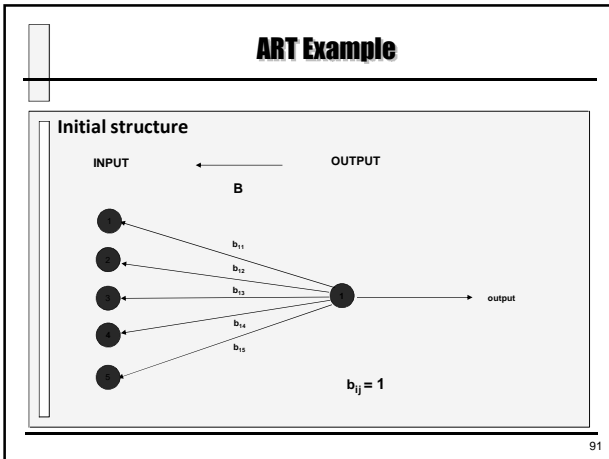 ART Example
Initial structure
INPUT
OUTPUT
B
1
2
3
4
5
b₁₁
b₁₂
b₁₃
b₁₄
b₁₅
1
output
bᵢⱼ = 1
91